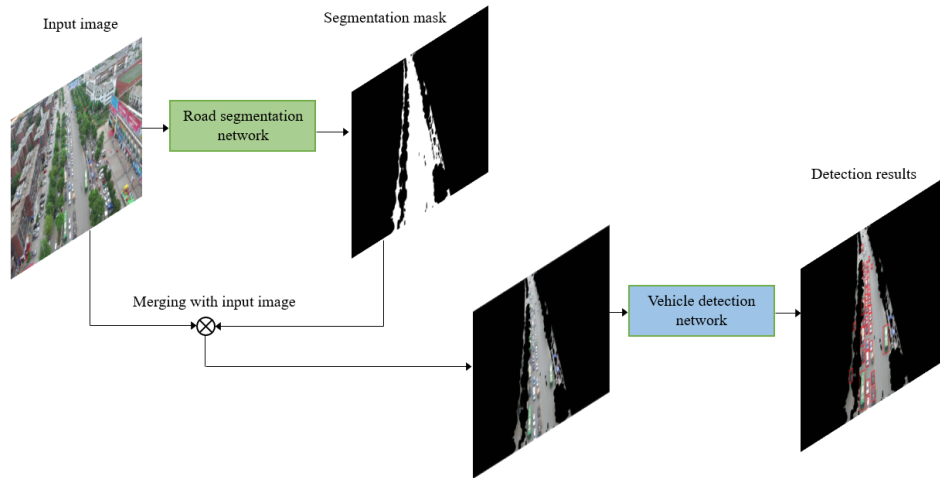 Input image
Segmentation mask
Road segmentation
network
Detection results
Merging with input image
Vehicle detection
network